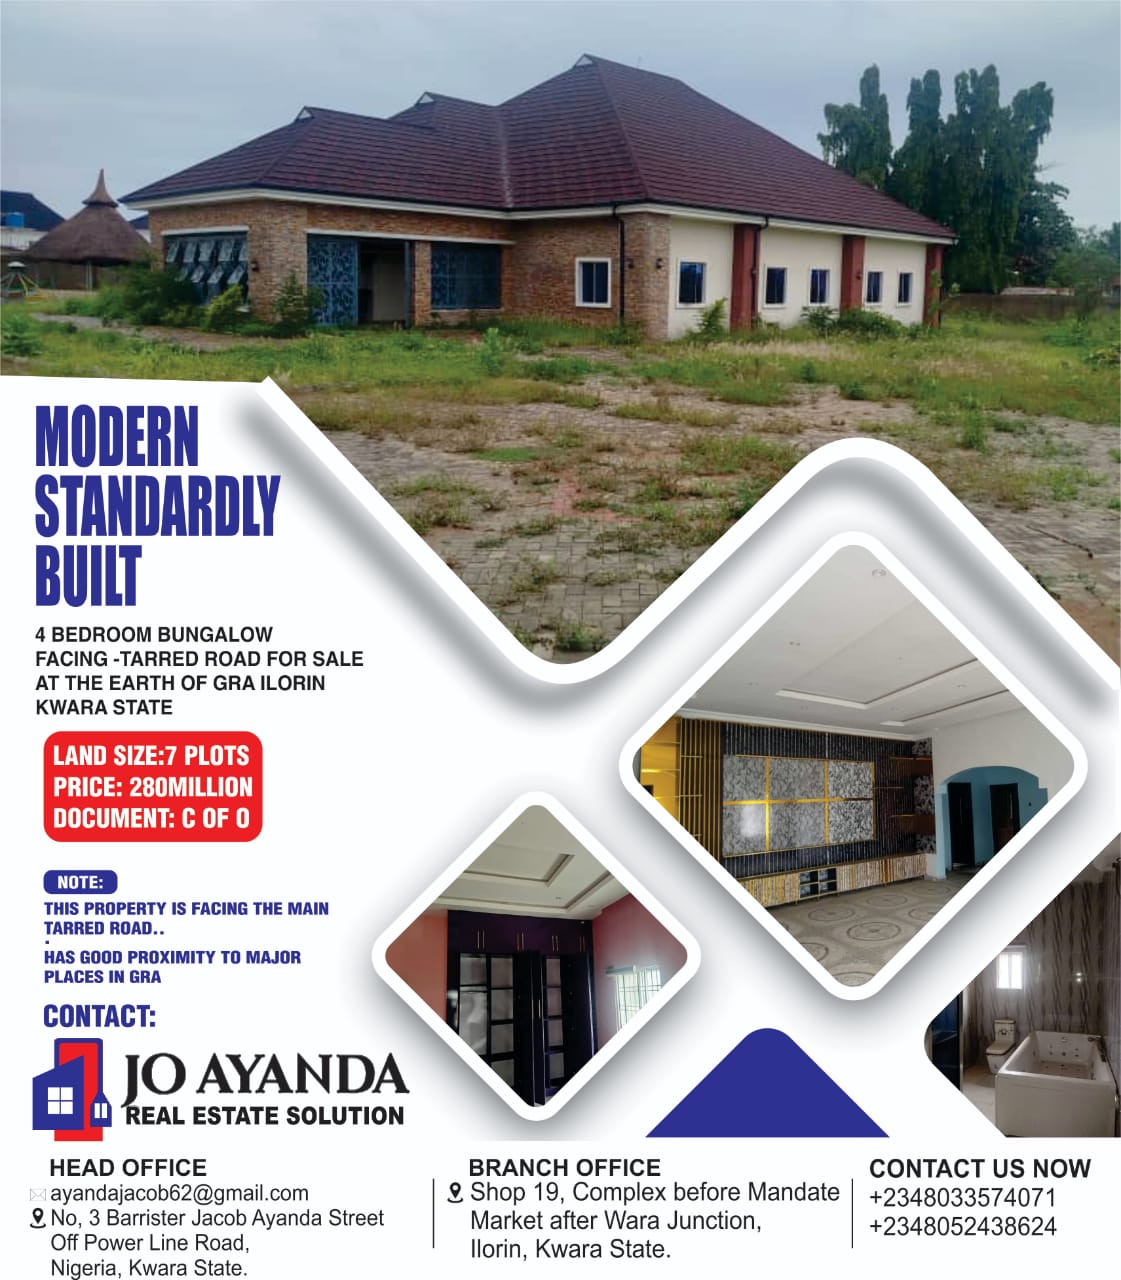 MODERN
STANDARDLY
BUILT
4 BEDROOM BUNGALOW
FACING -TARRED ROAD FOR SALE
AT THE EARTH OF GRA ILORIN
KWARA STATE
LAND SIZE:7 PLOTS
PRICE: 280MILLION
DOCUMENT: C OF O
NOTE:
THIS PROPERTY IS FACING THE MAIN
TARRED ROAD..
.
HAS GOOD PROXIMITY TO MAJOR
PLACES IN GRA
CONTACT:
JO AYANDA
REAL ESTATE SOLUTION
HEAD OFFICE
ayandajacob62@gmail.com
No, 3 Barrister Jacob Ayanda Street
Off Power Line Road,
Nigeria, Kwara State.
BRANCH OFFICE
Shop 19, Complex before Mandate
Market after Wara Junction,
Ilorin, Kwara State.
CONTACT US NOW
+2348033574071
+2348052438624